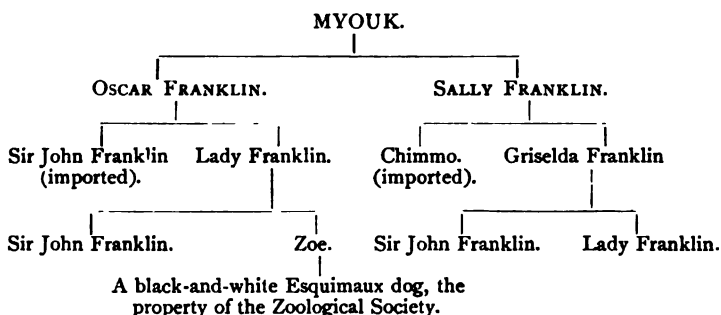 MYOUK.
OSCAR FRANKLIN. SALLY FRANKLIN.
Sir John Franklin Lady Franklin. Chimmo. Griselda Franklin
(imported). (imported).
Sir John Franklin. Zoe. Sir John Franklin. Lady Franklin.
A black-and-white Esquimaux dog, the
property of the Zoological Society.